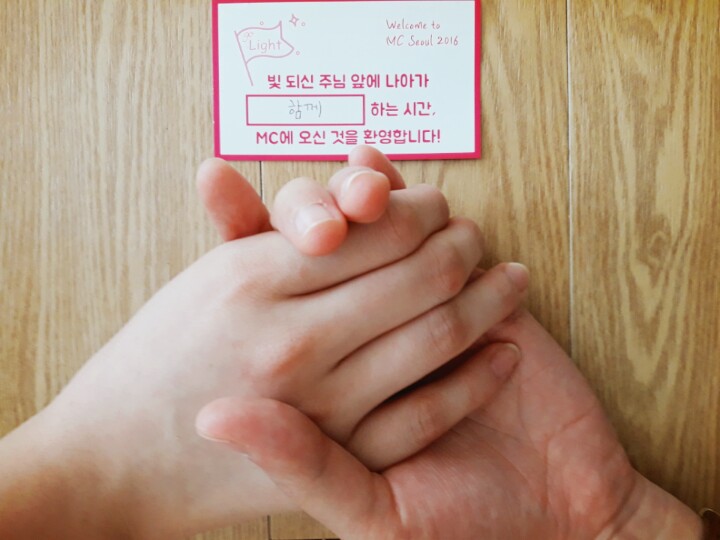 Light
Welcome to
MC Seoul 2016
빛 되신 주님 앞에 나아가
함께 하는 시간.
MC에 오신 것을 환영합니다!